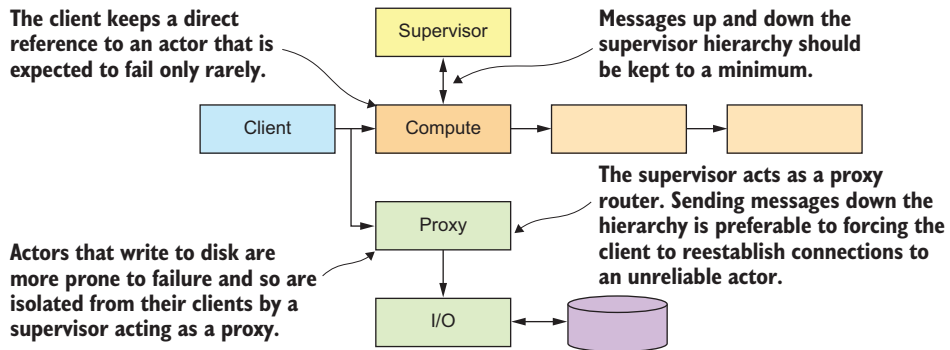 The client keeps a direct
reference to an actor that is
expected to fail only rarely.
Supervisor
Messages up and down the
supervisor hierarchy should
be kept to a minimum.
Client
Compute
The supervisor acts as a proxy
router. Sending messages down the
hierarchy is preferable to forcing the
client to reestablish connections to
an unreliable actor.
Proxy
Actors that write to disk are
more prone to failure and so are
isolated from their clients by a
supervisor acting as a proxy.
I/O